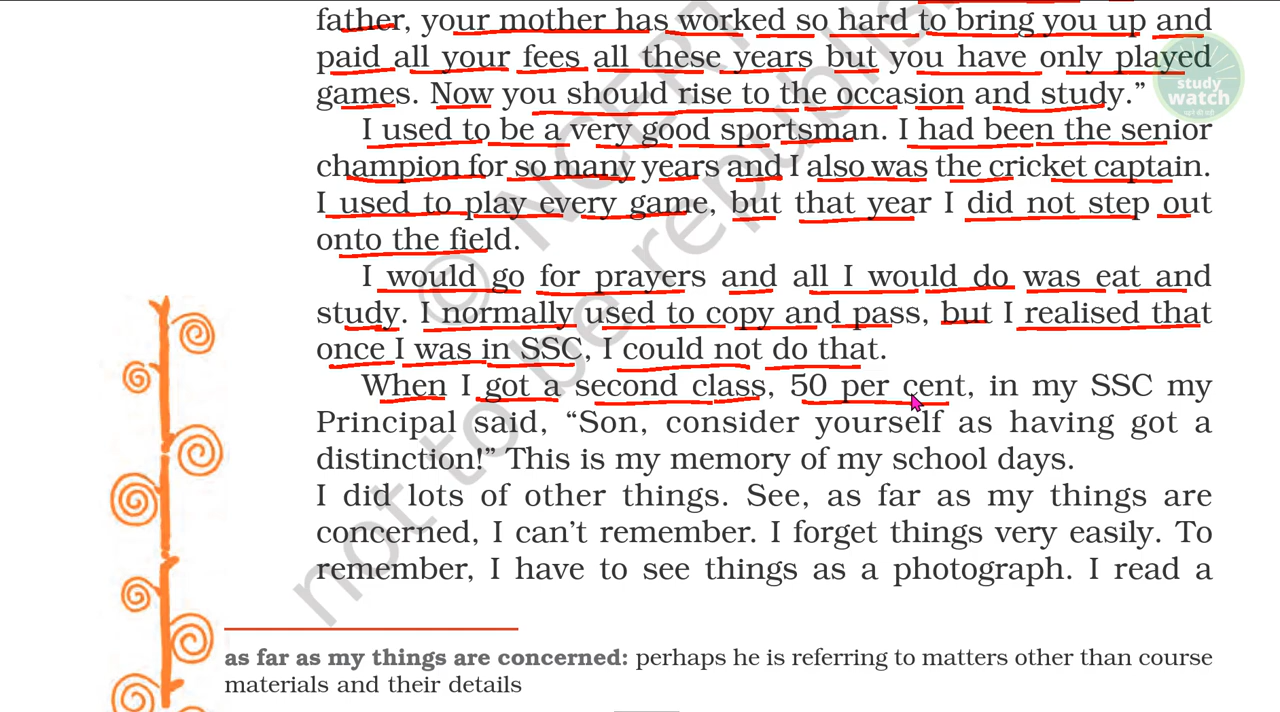 father, your mother has worked so hard to bring you up and
paid all your fees all these years but you have only played
games. Now you should rise to the occasion and study.”
I used to be a very good sportsman. I had been the senior
champion for so many years and I also was the cricket captain.
I used to play every game, but that year I did not step out
onto the field.
I would go for prayers and all I would do was eat and
study. I normally used to copy and pass, but I realised that
once I was in SSC, I could not do that.
When I got a second class, 50 per cent, in my SSC my
Principal said, “Son, consider yourself as having got a
distinction!” This is my memory of my school days.
I did lots of other things. See, as far as my things are
concerned, I can’t remember. I forget things very easily. To
remember, I have to see things as a photograph. I read a
as far as my things are concerned: perhaps he is referring to matters other than course
materials and their details
study
watch
© NCERT
not to be republis